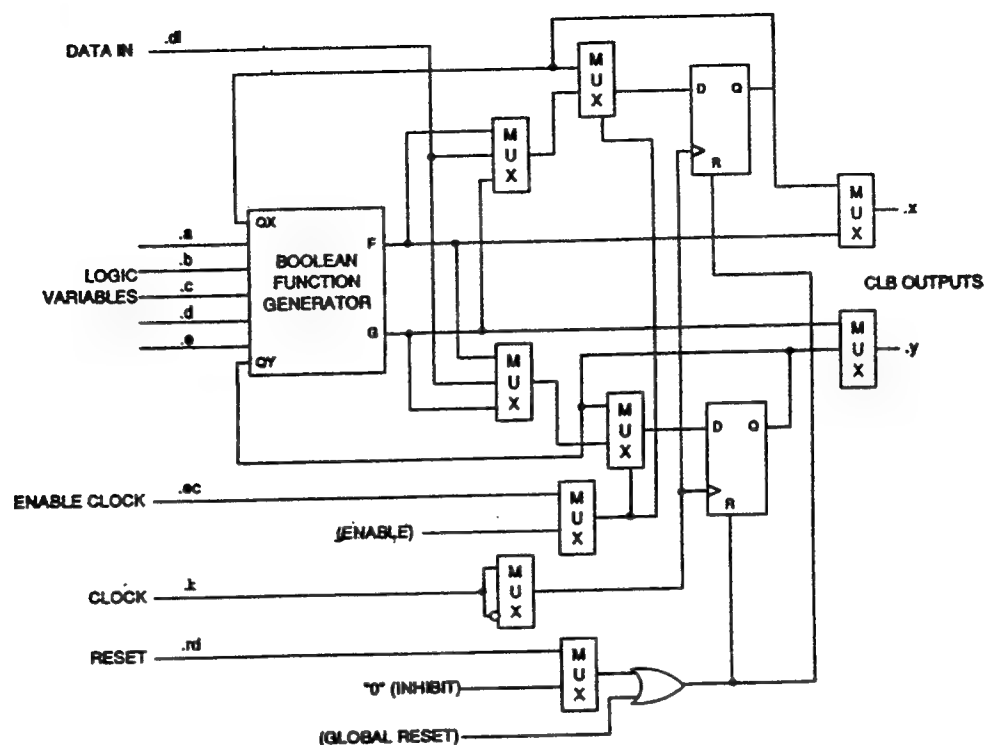 DATA IN
.di
M
U
X
D Q
R
M
U
X
M
U
X
.x
QX
.a
.b
LOGIC
VARIABLES
.c
.d
.e
QY
BOOLEAN
FUNCTION
GENERATOR
F
G
CLB OUTPUTS
M
U
X
.y
M
U
X
M
U
X
D Q
R
ENABLE CLOCK
.ec
(ENABLE)
M
U
X
CLOCK
.k
M
U
X
RESET
.rd
"0" (INHIBIT)
M
U
X
(GLOBAL RESET)